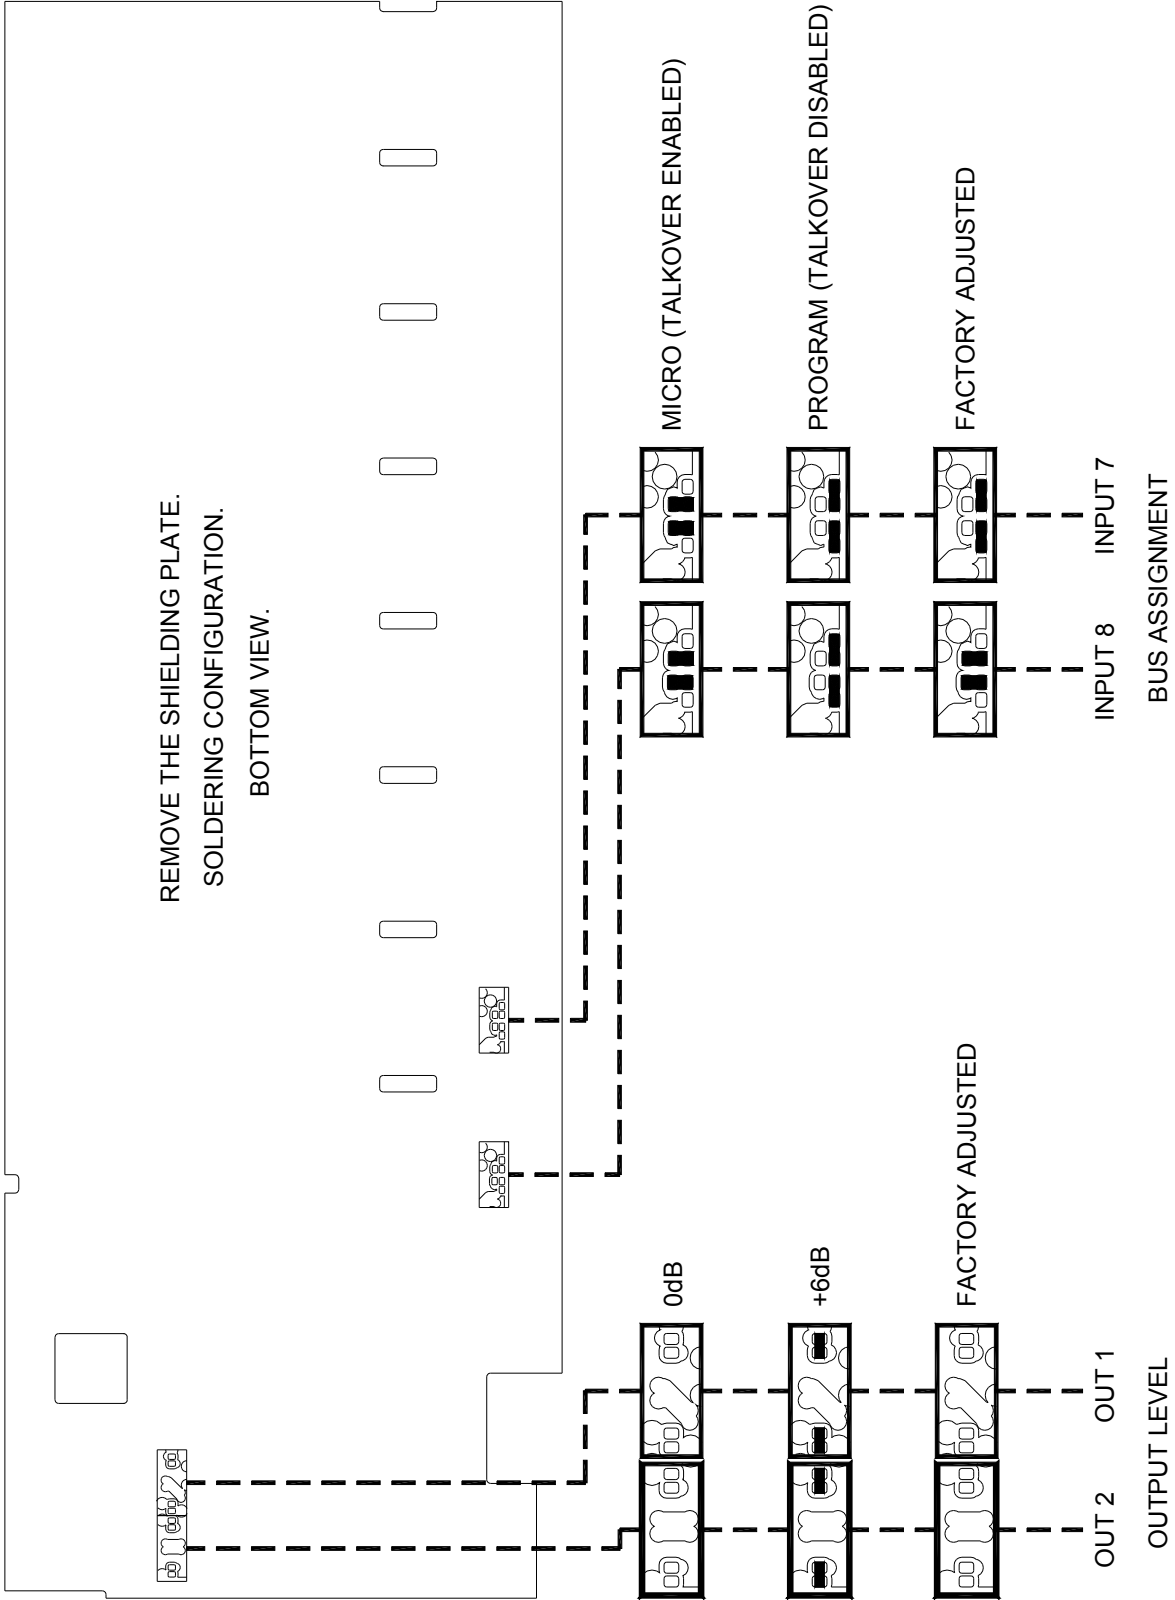 REMOVE THE SHIELDING PLATE.
SOLDERING CONFIGURATION.
BOTTOM VIEW.
0dB
MICRO (TALKOVER ENABLED)
+6dB
PROGRAM (TALKOVER DISABLED)
FACTORY ADJUSTED
FACTORY ADJUSTED
OUT 2
OUT 1
INPUT 8
INPUT 7
OUTPUT LEVEL
BUS ASSIGNMENT